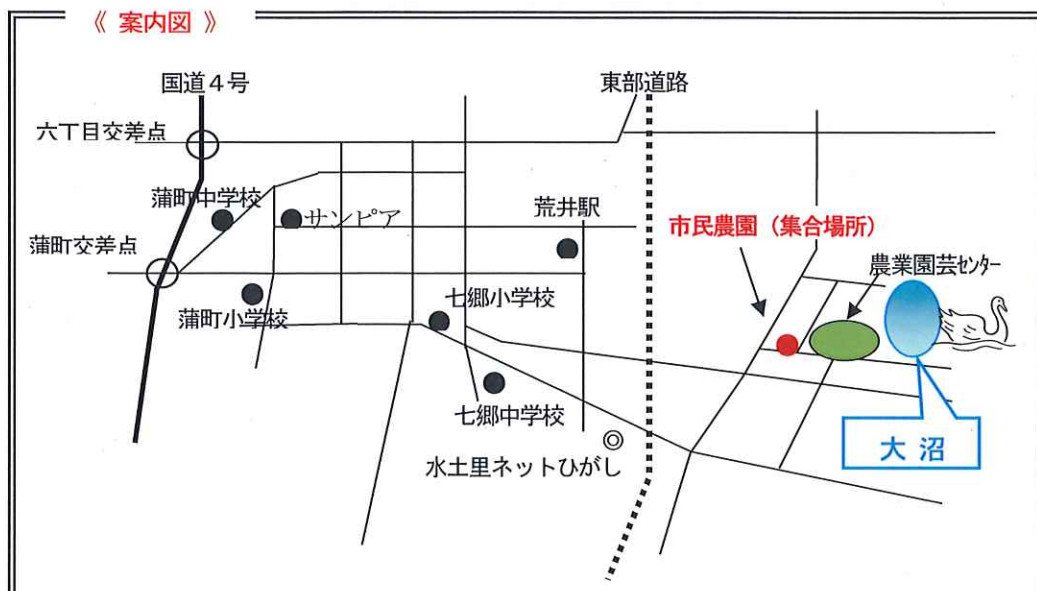 《 案内図 》
国道４号
東部道路
六丁目交差点
蒲町中学校
サンピア
荒井駅
市民農園（集合場所）
蒲町交差点
農業園芸ｾﾝﾀｰ
蒲町小学校
七郷小学校
七郷中学校
大 沼
水土里ネットひがし